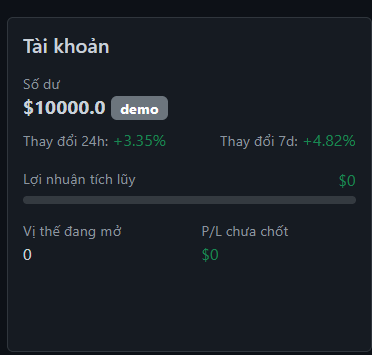 Tài khoản
Số dư
$10000.0 demo
Thay đổi 24h: +3.35% Thay đổi 7d: +4.82%
Lợi nhuận tích lũy $0
Vị thế đang mở P/L chưa chốt
0 $0